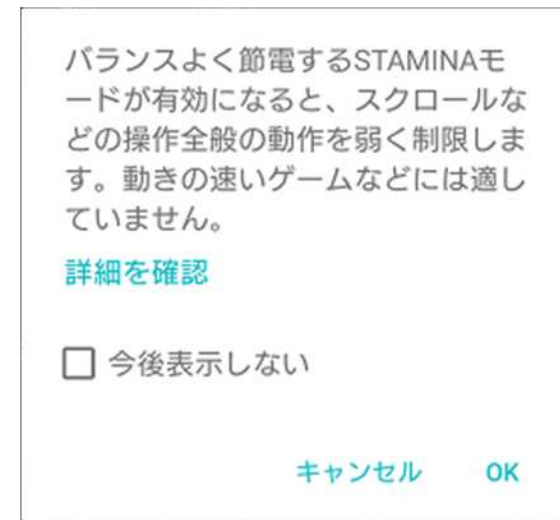 バランスよく節電するSTAMINAモ
ードが有効になると、スクロールな
どの操作全般の動作を弱く制限しま
す。動きの速いゲームなどには適し
ていません。
詳細を確認
今後表示しない
キャンセル OK